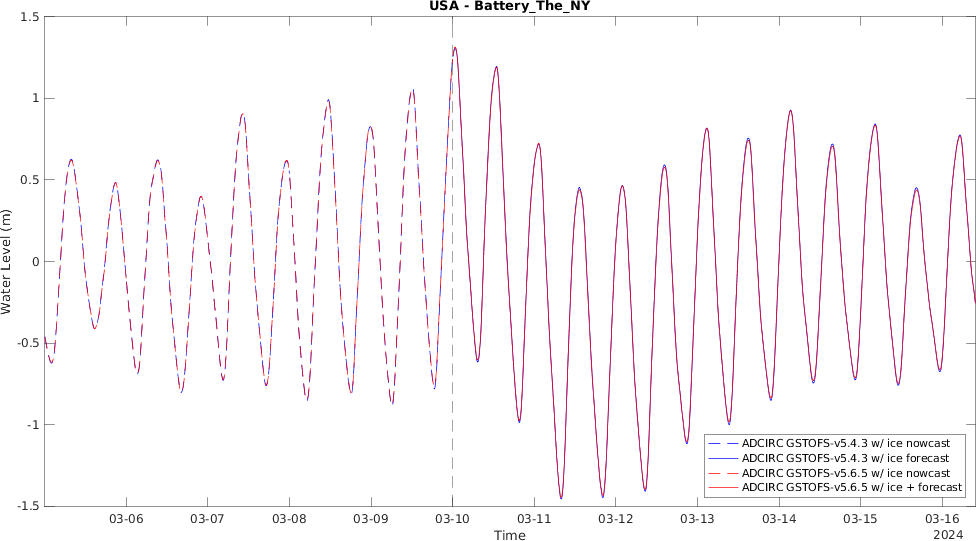 USA - Battery_The_NY
1.5
1
0.5
0
-0.5
-1
-1.5
Water Level (m)
ADCIRC GSTOFS-v5.4.3 w/ ice nowcast
ADCIRC GSTOFS-v5.4.3 w/ ice forecast
ADCIRC GSTOFS-v5.6.5 w/ ice nowcast
ADCIRC GSTOFS-v5.6.5 w/ ice + forecast
03-06 03-07 03-08 03-09 03-10 03-11 03-12 03-13 03-14 03-15 03-16
Time
2024